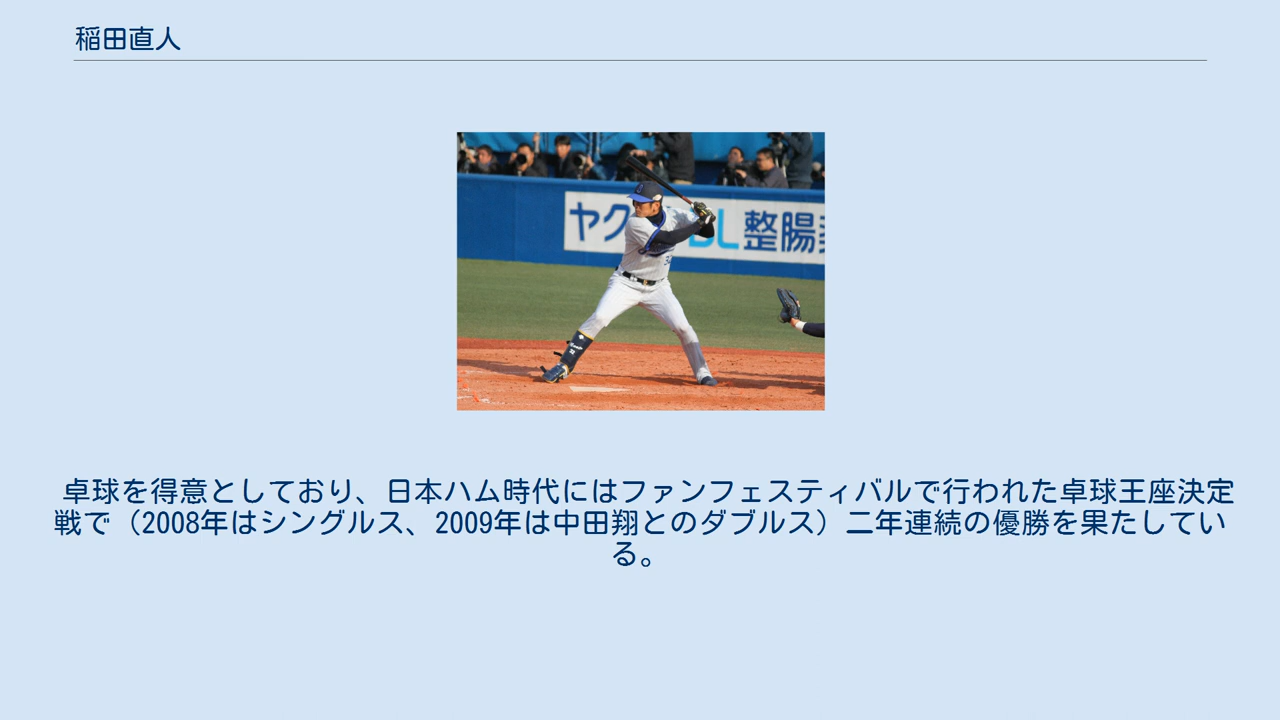 稲田直人
ヤク
BL整腸
卓球を得意としており、日本ハム時代にはファンフェスティバルで行われた卓球王座決定
戦で（2008年はシングルス、2009年は中田翔とのダブルス）二年連続の優勝を果たしてい
る。